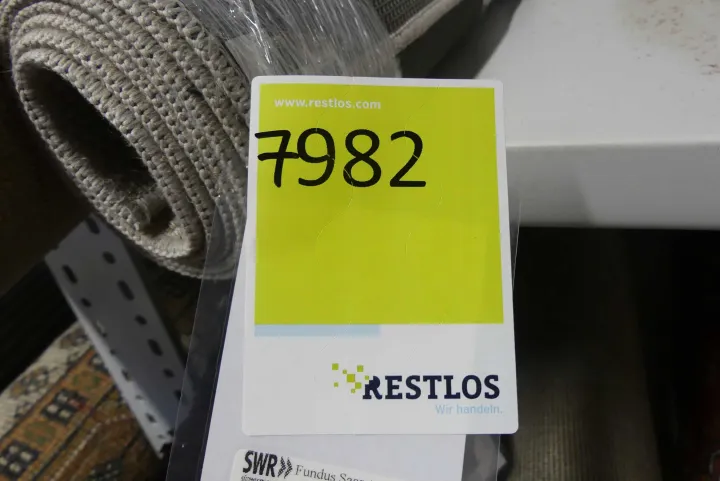 www.restlos.com
7982
RESTLOS
Wir handeln.
SWR» Fundus